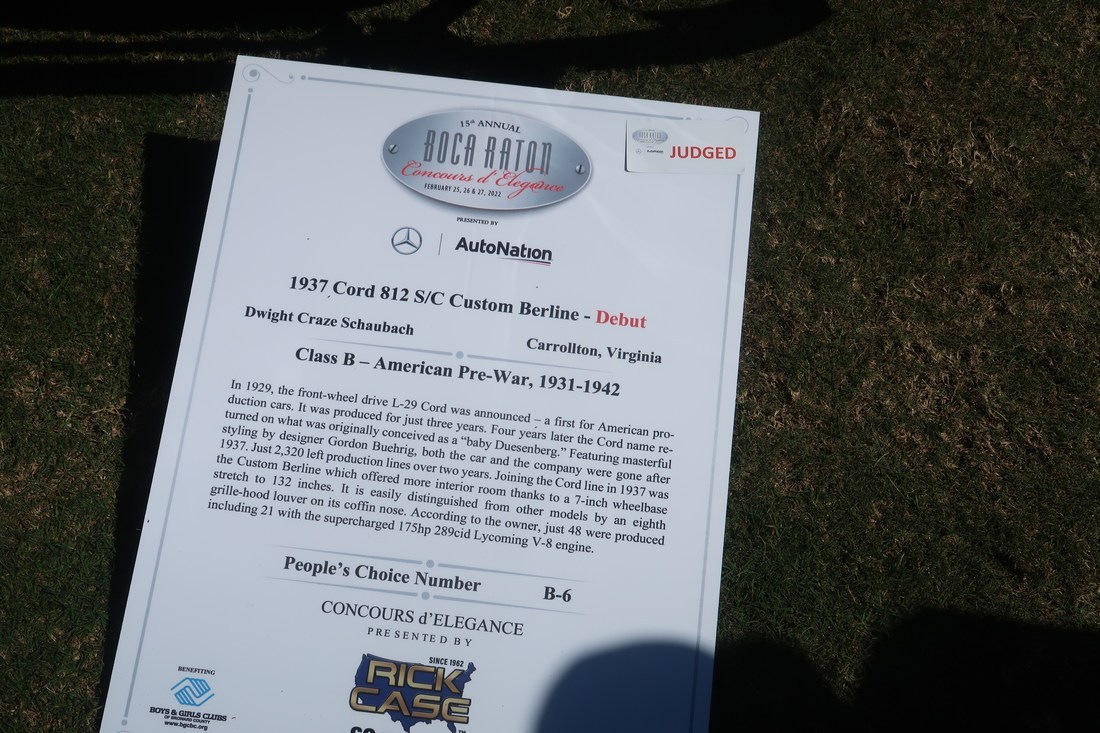 15th ANNUAL
BOCA RATON
Concours d'Elegance
FEBRUARY 25, 26 & 27, 2022
BOCA RATON
JUDGED
PRESENTED BY
AutoNation
1937 Cord 812 S/C Custom Berline - Debut
Dwight Craze Schaubach
Carrollton, Virginia
Class B – American Pre-War, 1931-1942
In 1929, the front-wheel drive L-29 Cord was announced – a first for American pro-
duction cars. It was produced for just three years. Four years later the Cord name re-
turned on what was originally conceived as a “baby Duesenberg.” Featuring masterful
styling by designer Gordon Buehrig, both the car and the company were gone after
1937. Just 2,320 left production lines over two years. Joining the Cord line in 1937 was
the Custom Berline which offered more interior room thanks to a 7-inch wheelbase
stretch to 132 inches. It is easily distinguished from other models by an eighth
grille-hood louver on its coffin nose. According to the owner, just 48 were produced
including 21 with the supercharged 175hp 289cid Lycoming V-8 engine.
People's Choice Number B-6
CONCOURS d'ELEGANCE
PRESENTED BY
BENEFITING
BOYS & GIRLS CLUBS
OF BROWARD COUNTY
www.bgcbc.org
SINCE 1962
RICK
CASE